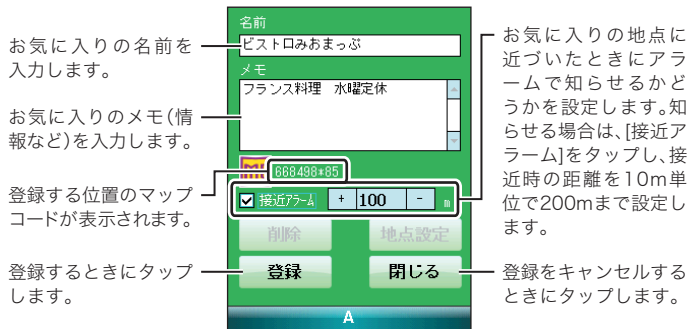 お気に入りの名前を
入力します。
お気に入りのメモ（情
報など）を入力します。
登録する位置のマップ
コードが表示されます。
登録するときにタップ
します。
名前
ビストロみおまっぷ
メモ
フランス料理　水曜定休
668498*85
接近アラーム + 100 - m
削除 地点設定
登録 閉じる
A
お気に入りの地点に
近づいたときにアラ
ームで知らせるかど
うかを設定します。知
らせる場合は、[接近ア
ラーム]をタップし、接
近時の距離を10m単
位で200mまで設定し
ます。
登録をキャンセルする
ときにタップします。